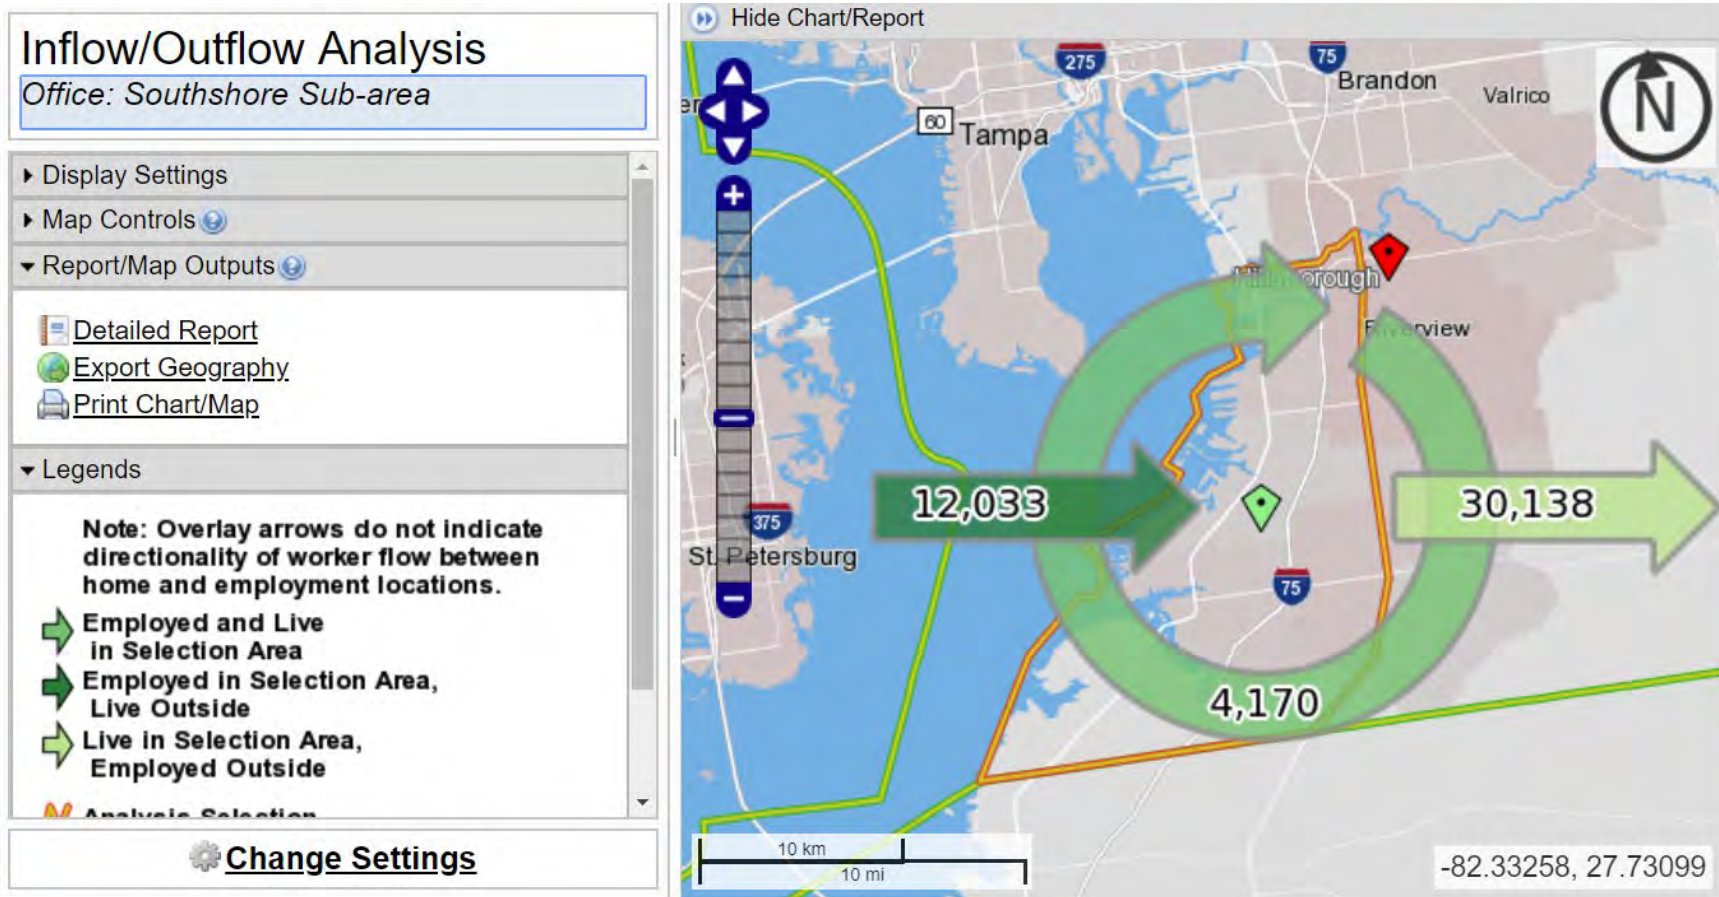 Inflow/Outflow Analysis
Office: Southshore Sub-area
Display Settings
Map Controls
Report/Map Outputs
Detailed Report
Export Geography
Print Chart/Map
Legends
Note: Overlay arrows do not indicate
directionality of worker flow between
home and employment locations.
Employed and Live
in Selection Area
Employed in Selection Area,
Live Outside
Live in Selection Area,
Employed Outside
Analysis Selection
Change Settings
Hide Chart/Report
275
75
Brandon
Valrico
N
60
Tampa
Riverview
12,033
30,138
375
St. Petersburg
75
4,170
10 km
10 mi
-82.33258, 27.73099